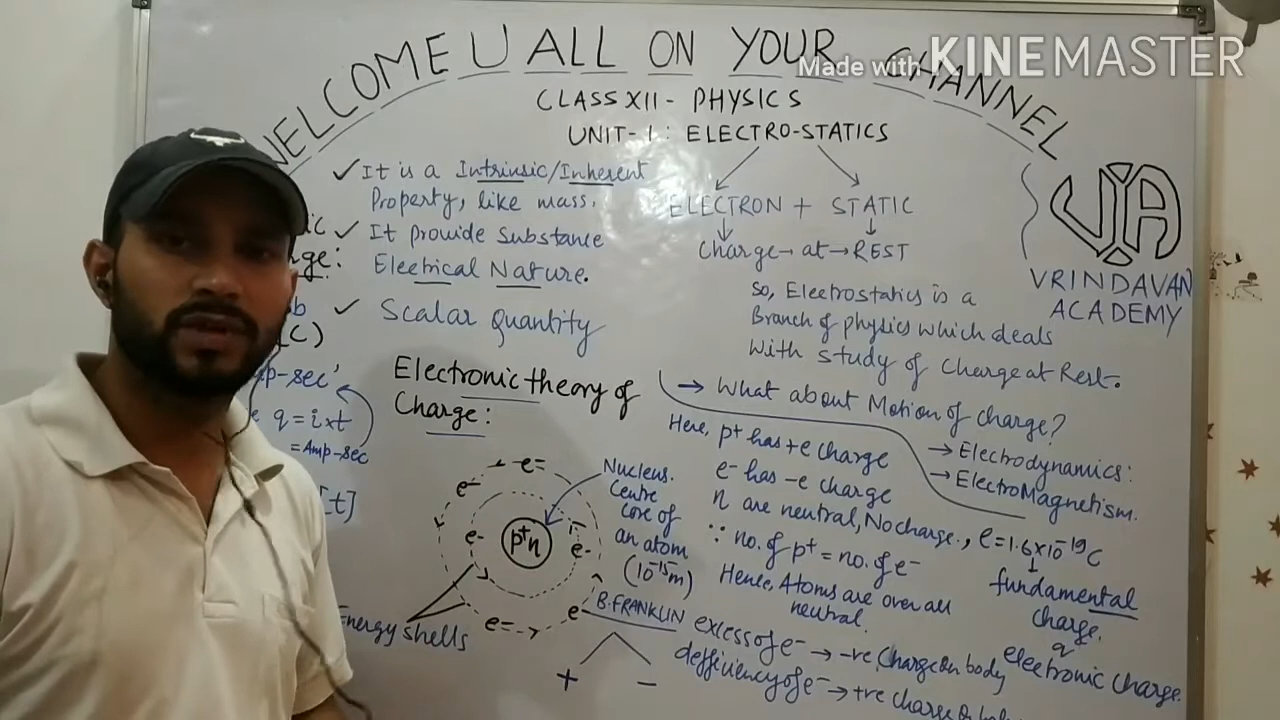 WELCOME U ALL ON YOUR CHANNEL
Made with KINEMASTER
CLASS XII - PHYSICS
UNIT-1: ELECTRO-STATICS
ELECTRON + STATIC
Charge → at → REST
So, Electrostatics is a
Branch of physics which deals
With study of Charge at Rest.
→ What about Motion of charge?
→ Electrodynamics:
→ ElectroMagnetism.
VJA
VRINDAVAN
ACADEMY
✓ It is a Intrinsic/Inherent
Property, like mass.
✓ It provide Substance
Electrical Nature.
✓ Scalar quantity
ge:
(C)
Amp-sec'
q = i×t
= Amp-sec
[t]
Electronic theory of
Charge:
e-
e-
e-
e-
e-
e-
p+n
Nucleus.
Centre
core of
an atom
(10⁻¹⁵m)
Energy shells
Here, p+ has +e charge
e- has -e charge
n are neutral, No charge., e = 1.6×10⁻¹⁹C
∵ no. of p+ = no. of e-
Hence, Atoms are over all
neutral.
fundamental
charge.
electronic charge.
B. FRANKLIN
+ -
excess of e- → -ve Charge on body
defficiency of e- → +ve charge